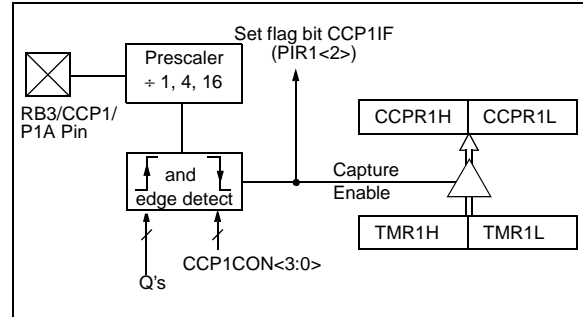 Set flag bit CCP1IF
(PIR1<2>)
Prescaler
÷ 1, 4, 16
RB3/CCP1/
P1A Pin
CCPR1H
CCPR1L
and
edge detect
Capture
Enable
TMR1H
TMR1L
CCP1CON<3:0>
Q's